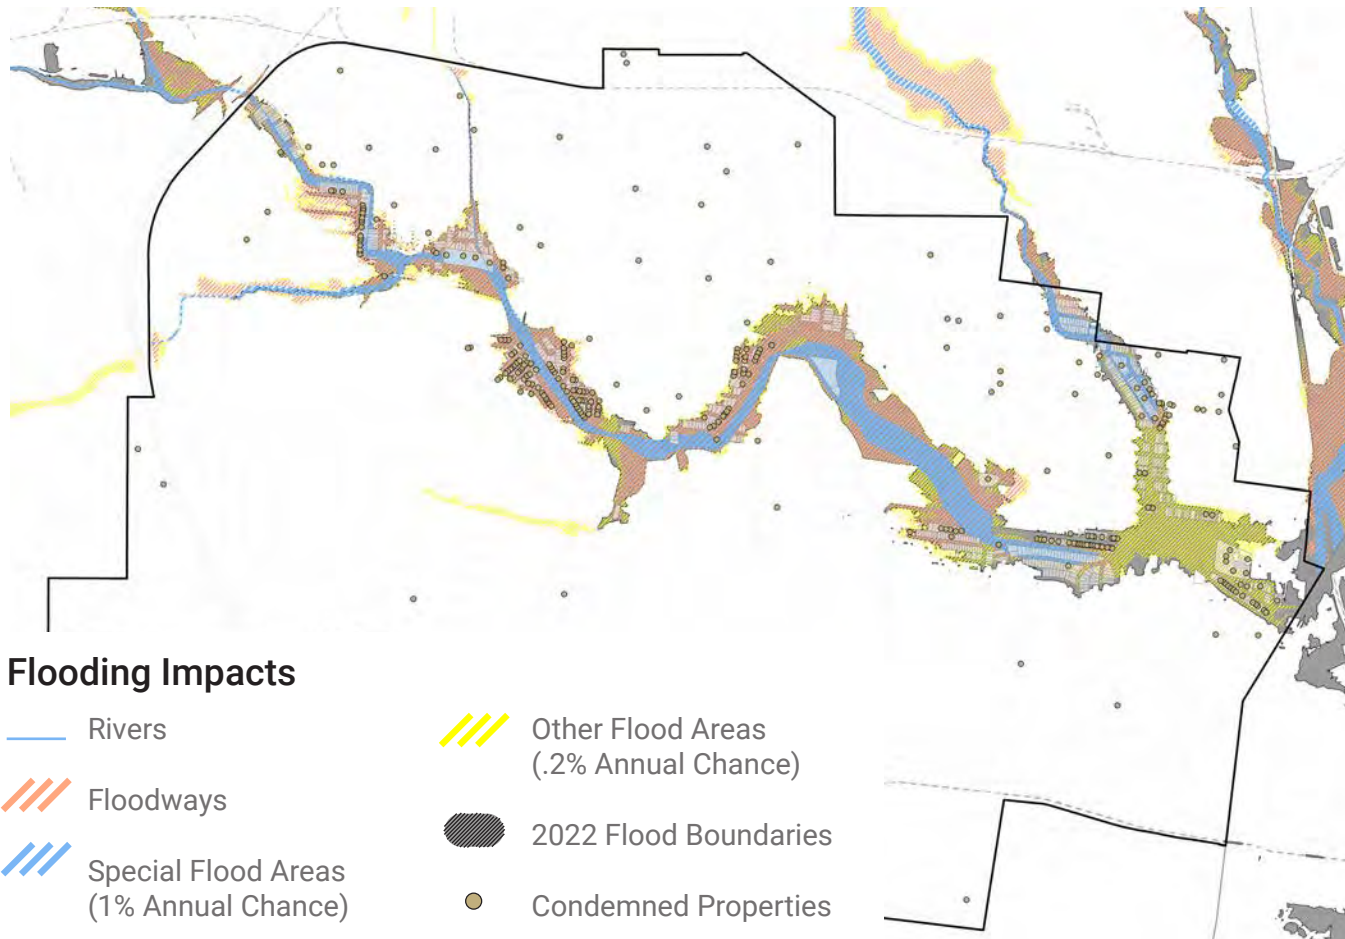 Flooding Impacts
Rivers
Floodways
Special Flood Areas
(1% Annual Chance)
Other Flood Areas
(.2% Annual Chance)
2022 Flood Boundaries
Condemned Properties